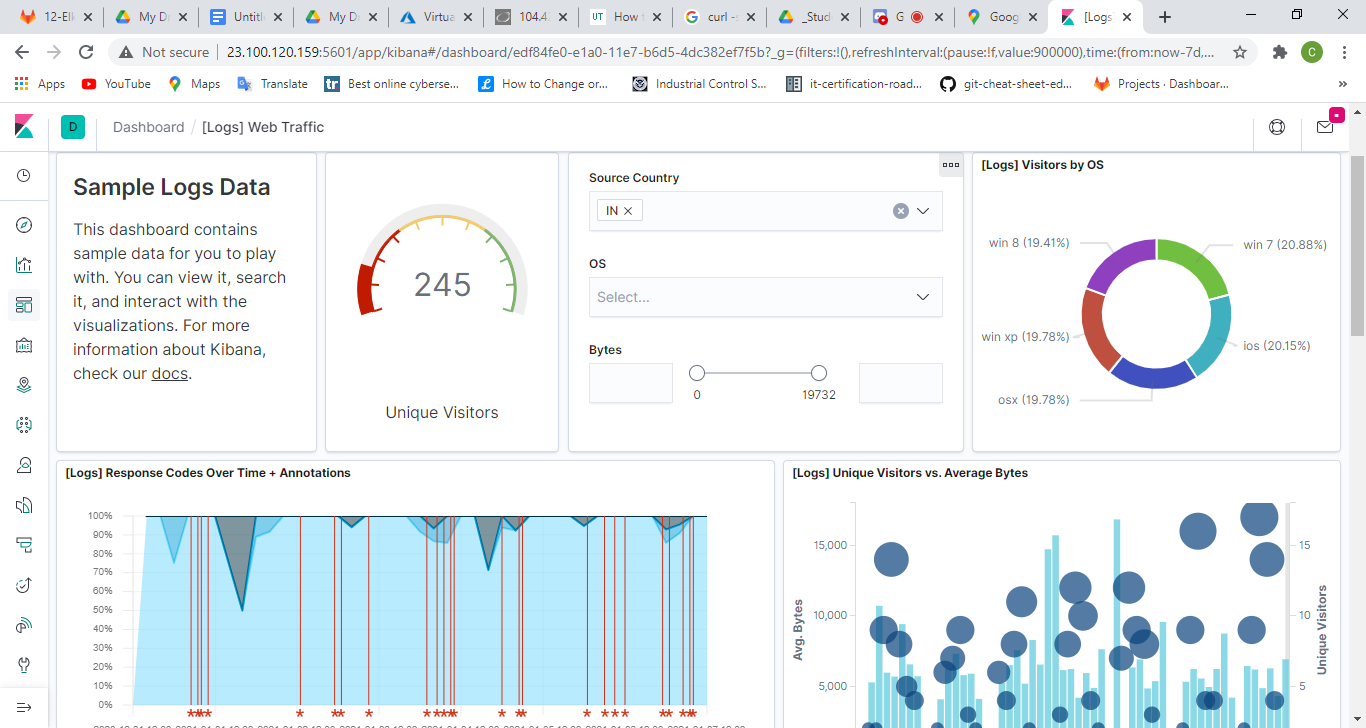 12-Elk
My Dr
Untitl
My Dr
Virtua
104.43
UT How t
curl -s
_Stud
G
Goog
[Logs]
Not secure
23.100.120.159:5601/app/kibana#/dashboard/edf84fe0-e1a0-11e7-b6d5-4dc382ef7f5b?_g=(filters:!(),refreshInterval:(pause:!f,value:900000),time:(from:now-7d,...
C
Apps
YouTube
Maps
Translate
tr Best online cyberse...
How to Change or...
Industrial Control S...
it-certification-road...
git-cheat-sheet-ed...
Projects · Dashboar...
»
D
Dashboard / [Logs] Web Traffic
Sample Logs Data
This dashboard contains
sample data for you to play
with. You can view it, search
it, and interact with the
visualizations. For more
information about Kibana,
check our docs.
245
Unique Visitors
Source Country
IN
OS
Select...
Bytes
0
19732
[Logs] Visitors by OS
win 8 (19.41%)
win 7 (20.88%)
win xp (19.78%)
ios (20.15%)
osx (19.78%)
[Logs] Response Codes Over Time + Annotations
100%
90%
80%
70%
60%
50%
40%
30%
20%
10%
0%
[Logs] Unique Visitors vs. Average Bytes
15,000
10,000
5,000
Avg. Bytes
15
10
5
Unique Visitors